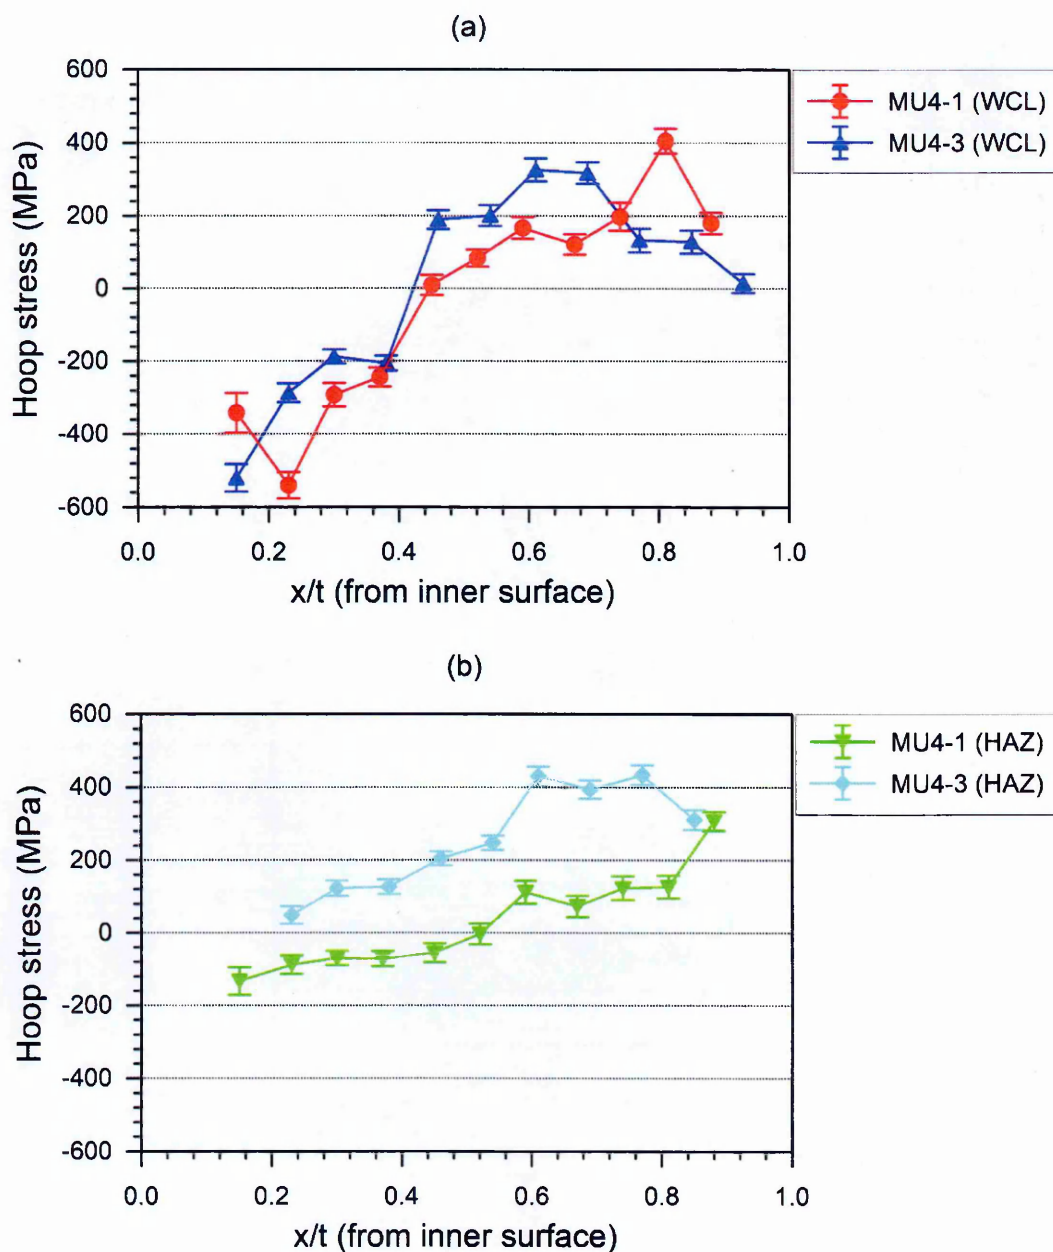 (a)
600
400
200
0
-200
-400
-600
Hoop stress (MPa)
0.0 0.2 0.4 0.6 0.8 1.0
x/t (from inner surface)
MU4-1 (WCL)
MU4-3 (WCL)
(b)
600
400
200
0
-200
-400
-600
Hoop stress (MPa)
0.0 0.2 0.4 0.6 0.8 1.0
x/t (from inner surface)
MU4-1 (HAZ)
MU4-3 (HAZ)